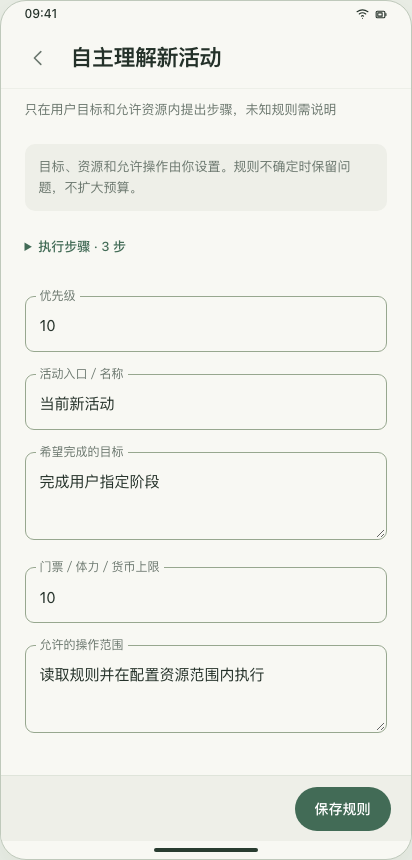 09:41
自主理解新活动
只在用户目标和允许资源内提出步骤，未知规则需说明
目标、资源和允许操作由你设置。规则不确定时保留问
题，不扩大预算。
执行步骤 · 3 步
优先级
10
活动入口 / 名称
当前新活动
希望完成的目标
完成用户指定阶段
门票 / 体力 / 货币上限
10
允许的操作范围
读取规则并在配置资源范围内执行
保存规则